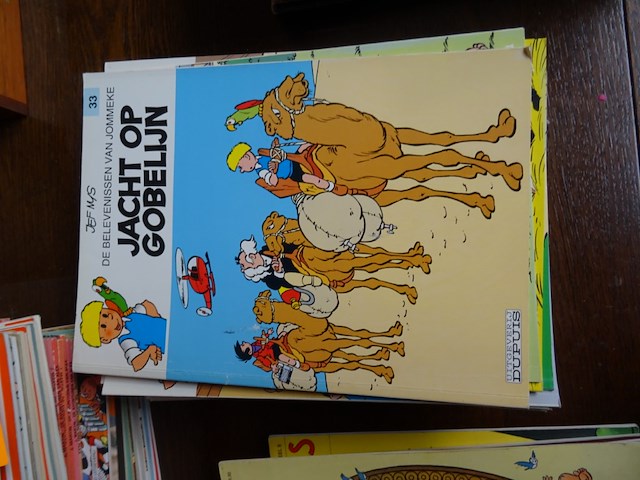 33
JEF NYS
DE BELEVENISSEN VAN JOMMEKE
JACHT OP
GOBELIJN
DUPUIS
S